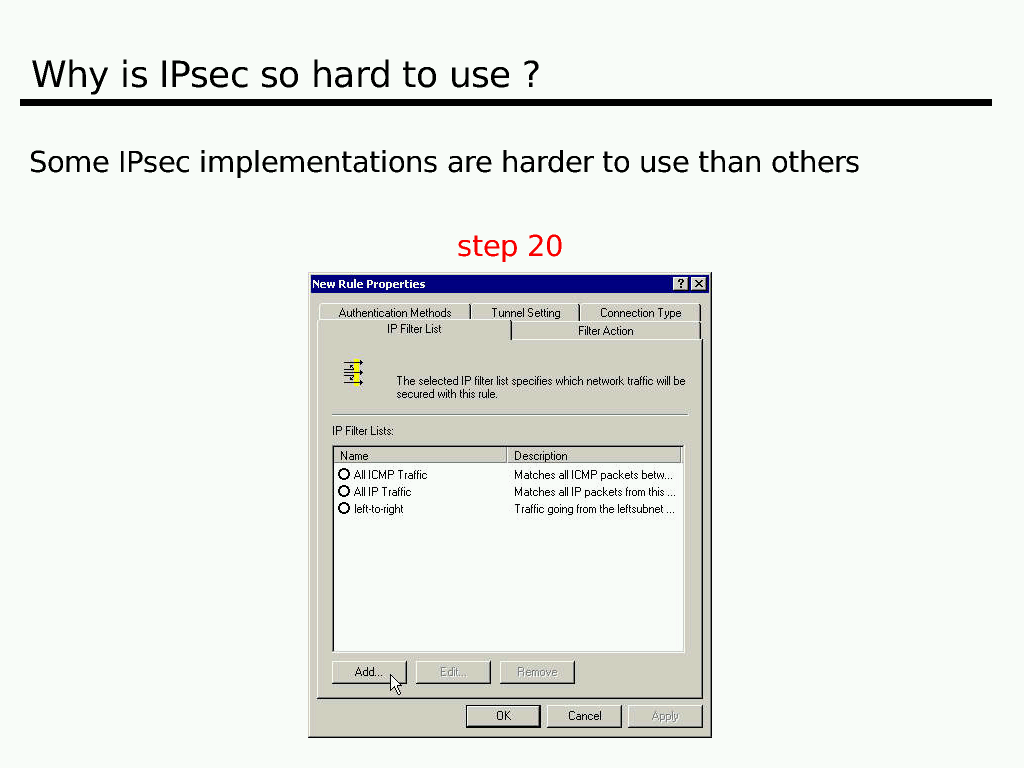 Why is IPsec so hard to use ?
Some IPsec implementations are harder to use than others
step 20
New Rule Properties
Authentication Methods Tunnel Setting Connection Type
IP Filter List Filter Action
The selected IP filter list specifies which network traffic will be
secured with this rule.
IP Filter Lists:
Name Description
All ICMP Traffic Matches all ICMP packets betw...
All IP Traffic Matches all IP packets from this ...
left-to-right Traffic going from the leftsubnet ...
Add... Edit... Remove
OK Cancel Apply